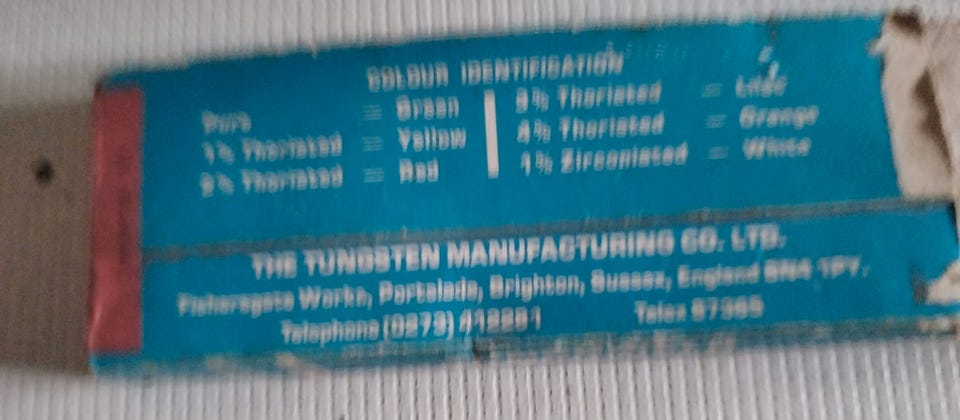 COLOUR IDENTIFICATION
Pure = Green
1% Thoriated = Yellow
2% Thoriated = Red
3% Thoriated = Lilac
4% Thoriated = Orange
1% Zirconiated = White
THE TUNGSTEN MANUFACTURING CO. LTD.
Fishersgate Works, Portslade, Brighton, Sussex, England BN4 1PY.
Telephone (0273) Telex 87365